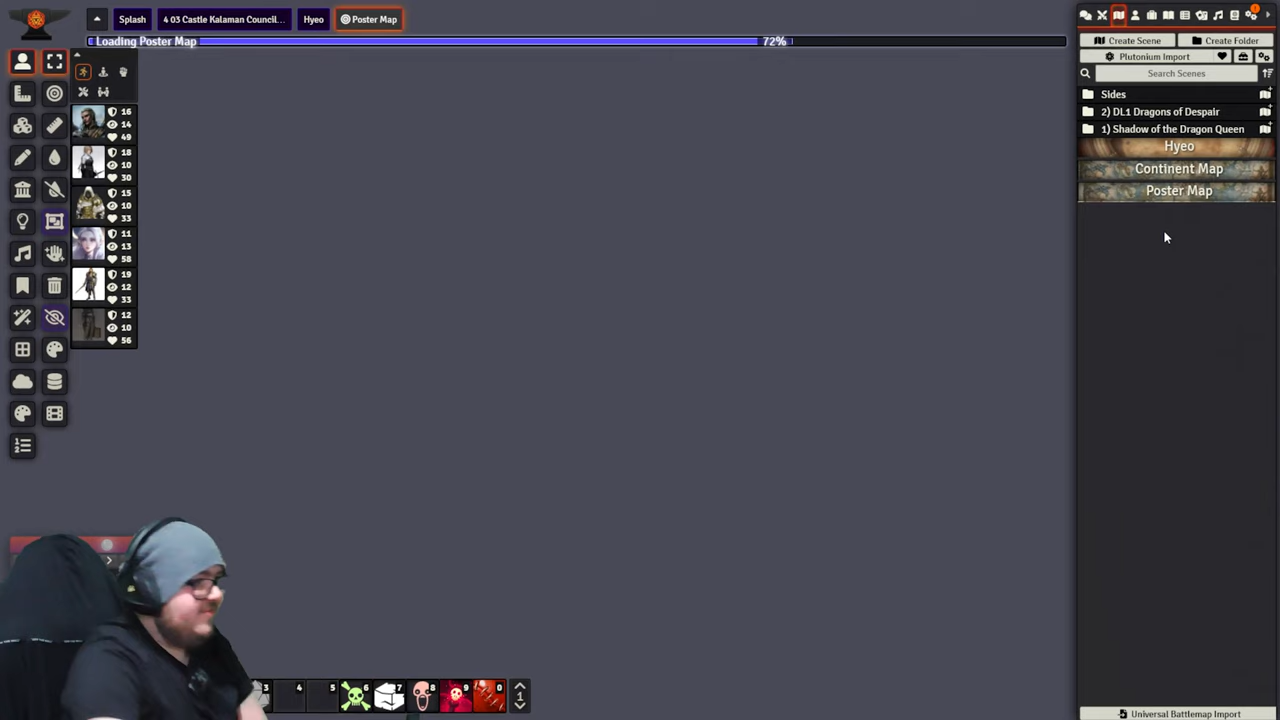 Splash
4 03 Castle Kalaman Council...
Hyeo
Poster Map
Loading Poster Map
72%
16
14
49
18
10
30
15
10
33
11
13
58
19
12
33
12
10
56
3
4
5
6
7
8
9
0
1
Create Scene
Create Folder
Plutonium Import
Search Scenes
Sides
2) DL1 Dragons of Despair
1) Shadow of the Dragon Queen
Hyeo
Continent Map
Poster Map
Universal Battlemap Import